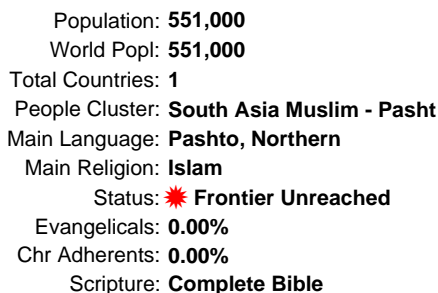 Population: 551,000
World Popl: 551,000
Total Countries: 1
People Cluster: South Asia Muslim - Pasht
Main Language: Pashto, Northern
Main Religion: Islam
Status: Frontier Unreached
Evangelicals: 0.00%
Chr Adherents: 0.00%
Scripture: Complete Bible